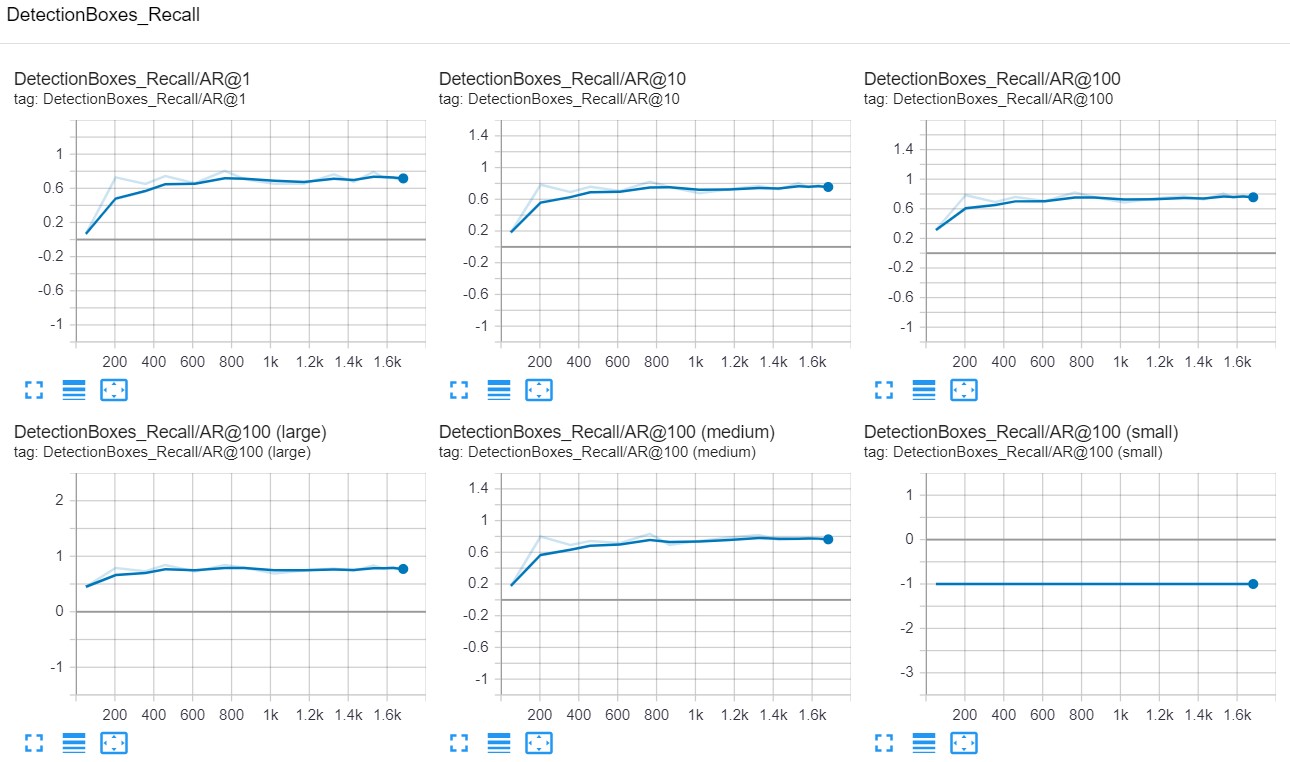 DetectionBoxes_Recall
DetectionBoxes_Recall/AR@1
tag: DetectionBoxes_Recall/AR@1
1
0.6
0.2
-0.2
-0.6
-1
200 400 600 800 1k 1.2k 1.4k 1.6k
DetectionBoxes_Recall/AR@10
tag: DetectionBoxes_Recall/AR@10
1.4
1
0.6
0.2
-0.2
-0.6
-1
200 400 600 800 1k 1.2k 1.4k 1.6k
DetectionBoxes_Recall/AR@100
tag: DetectionBoxes_Recall/AR@100
1.4
1
0.6
0.2
-0.2
-0.6
-1
200 400 600 800 1k 1.2k 1.4k 1.6k
DetectionBoxes_Recall/AR@100 (large)
tag: DetectionBoxes_Recall/AR@100 (large)
2
1
0
-1
200 400 600 800 1k 1.2k 1.4k 1.6k
DetectionBoxes_Recall/AR@100 (medium)
tag: DetectionBoxes_Recall/AR@100 (medium)
1.4
1
0.6
0.2
-0.2
-0.6
-1
200 400 600 800 1k 1.2k 1.4k 1.6k
DetectionBoxes_Recall/AR@100 (small)
tag: DetectionBoxes_Recall/AR@100 (small)
1
0
-1
-2
-3
200 400 600 800 1k 1.2k 1.4k 1.6k